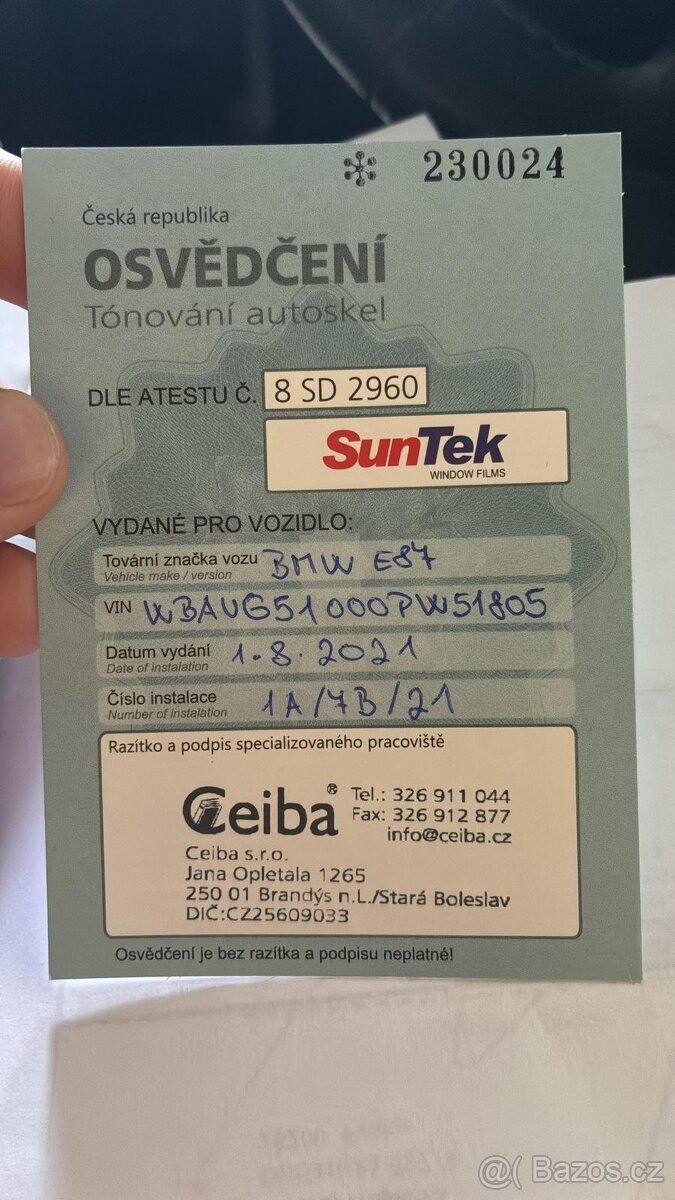 * 230024
Česká republika
OSVĚDČENÍ
Tónování autoskel
DLE ATESTU Č. 8 SD 2960
SunTek
WINDOW FILMS
VYDANÉ PRO VOZIDLO:
Tovární značka vozu BMW E87
Vehicle make / version
VIN WBAUG51000PW51805
Datum vydání 1.8.2021
Date of Instalation
Číslo instalace 1A/7B/21
Number of instalation
Razítko a podpis specializovaného pracoviště
Ceiba®
Tel.: 326 911 044
Fax: 326 912 877
info@ceiba.cz
Ceiba s.r.o.
Jana Opletala 1265
250 01 Brandýs n.L./Stará Boleslav
DIČ:CZ25609033
Osvědčení je bez razítka a podpisu neplatné!
@( Bazos.cz